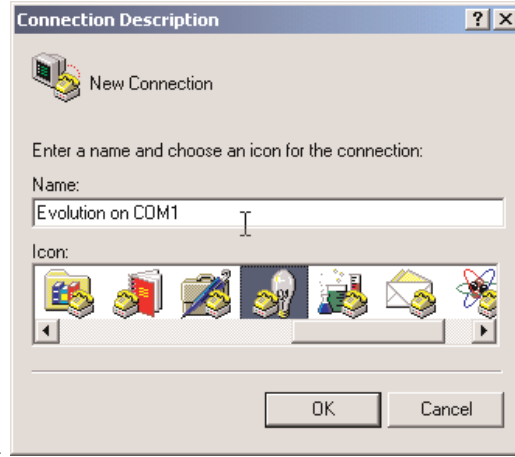 Connection Description
New Connection
Enter a name and choose an icon for the connection:
Name:
Evolution on COM1
Icon:
OK Cancel